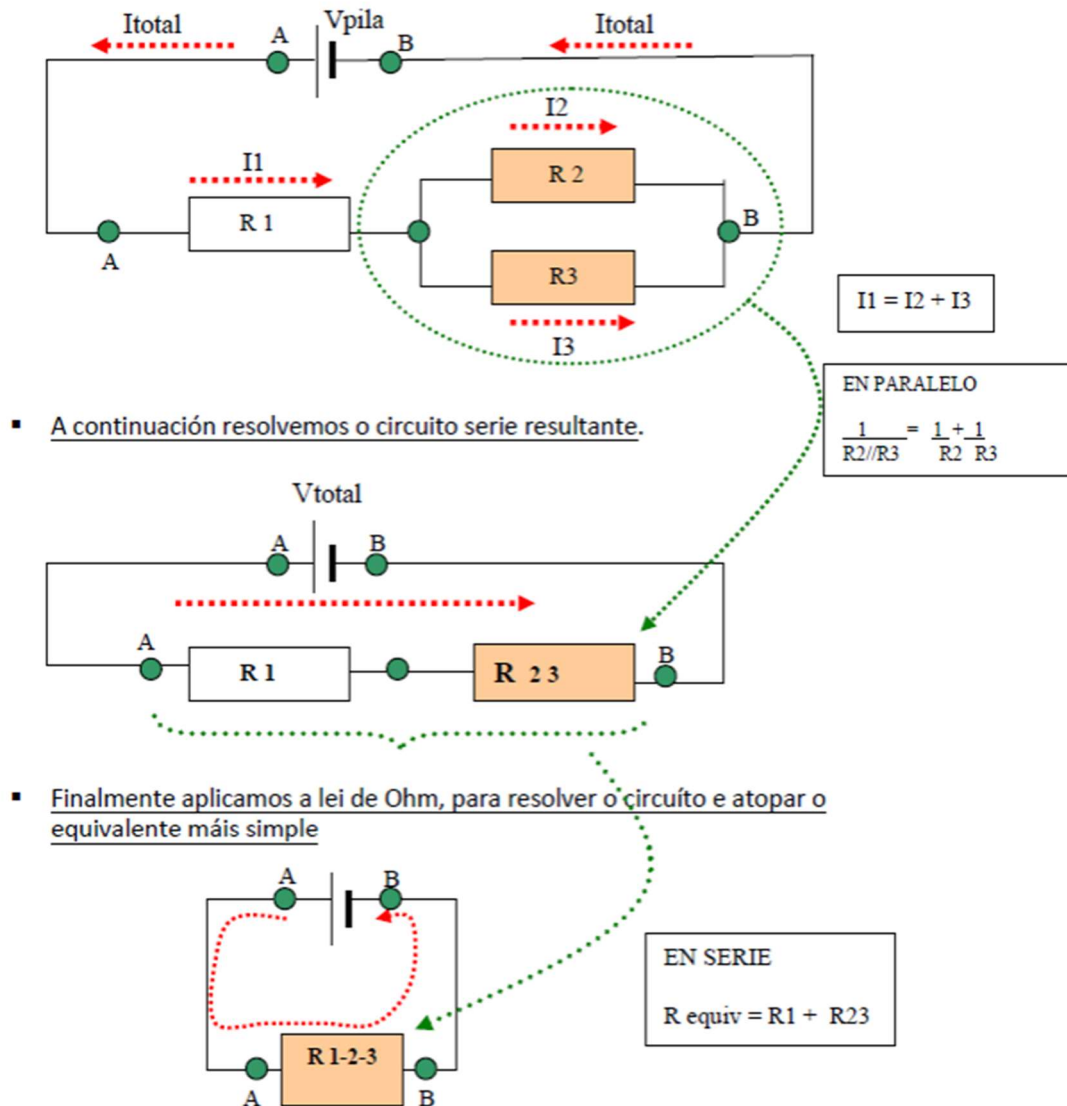 Itotal
Vpila
Itotal
A
B
I2
I1
R 2
R 1
B
A
R3
I1 = I2 + I3
I3
EN PARALELO
1 = 1 + 1
R2//R3 R2 R3
▪ A continuación resolvemos o circuito serie resultante.
Vtotal
A
B
A
B
R 1
R 2 3
▪ Finalmente aplicamos a lei de Ohm, para resolver o circuíto e atopar o
equivalente máis simple
A
B
EN SERIE
R equiv = R1 + R23
R 1-2-3
A
B